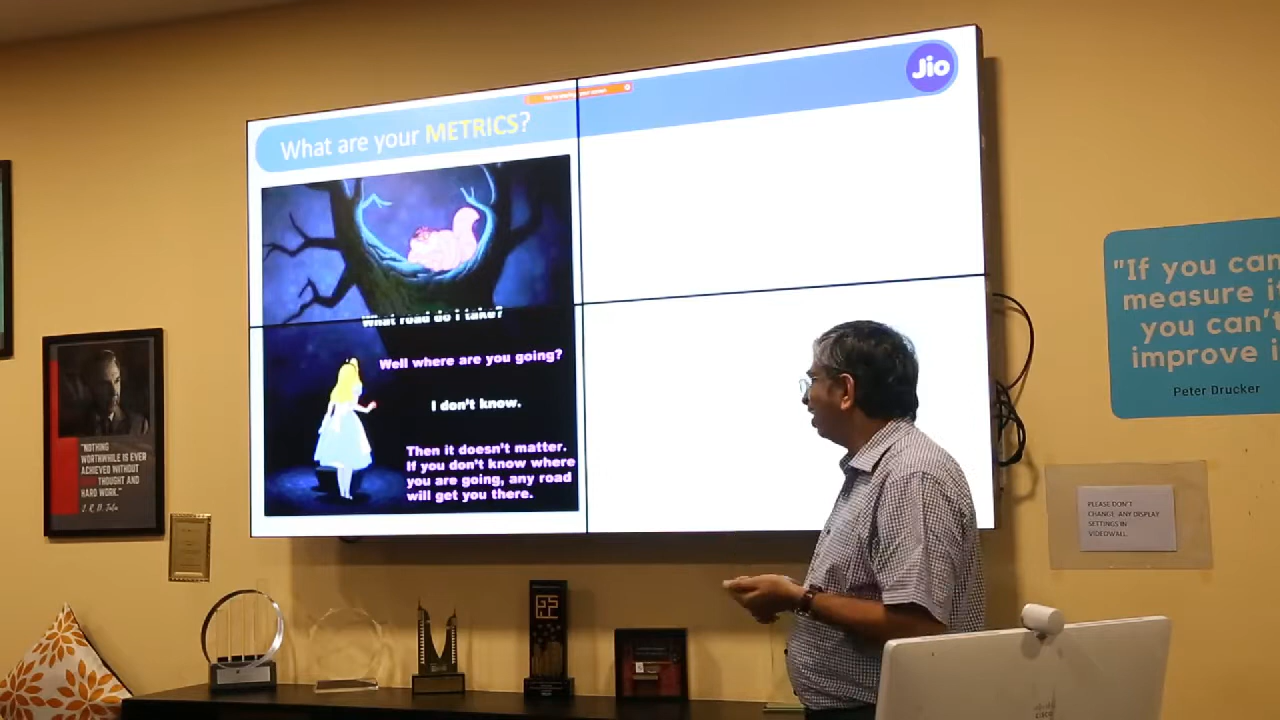 Jio
What are your METRICS?
What road do i take?
Well where are you going?
I don't know.
Then it doesn't matter.
If you don't know where
you are going, any road
will get you there.
"If you can
measure i
you can't
improve i
Peter Drucker
"NOTHING
WORTHWHILE IS EVER
ACHIEVED WITHOUT
THOUGHT AND
HARD WORK."
J. R. D. Tata
PLEASE DON'T
CHANGE ANY DISPLAY
SETTINGS IN
VIDEOWALL.
CISCO